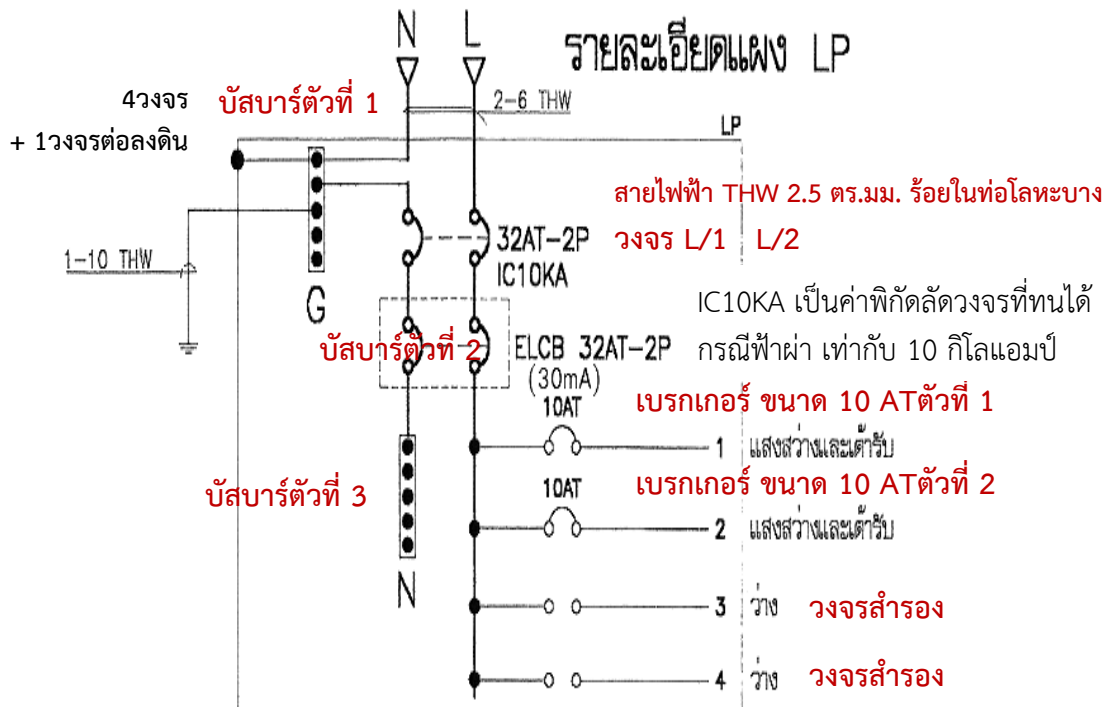 N L
รายละเอียดแผง LP
4วงจร
+ 1วงจรต่อลงดิน
บัสบาร์ตัวที่ 1
2-6 THW
LP
สายไฟฟ้า THW 2.5 ตร.มม. ร้อยในท่อโลหะบาง
วงจร L/1 L/2
32AT-2P
IC10KA
1-10 THW
G
IC10KA เป็นค่าพิกัดลัดวงจรที่ทนได้
กรณีฟ้าผ่า เท่ากับ 10 กิโลแอมป์
บัสบาร์ตัวที่ 2
ELCB 32AT-2P
(30mA)
10AT
เบรกเกอร์ ขนาด 10 ATตัวที่ 1
1 แสงสว่างและเต้ารับ
บัสบาร์ตัวที่ 3
10AT
เบรกเกอร์ ขนาด 10 ATตัวที่ 2
2 แสงสว่างและเต้ารับ
N
3 ว่าง วงจรสำรอง
4 ว่าง วงจรสำรอง